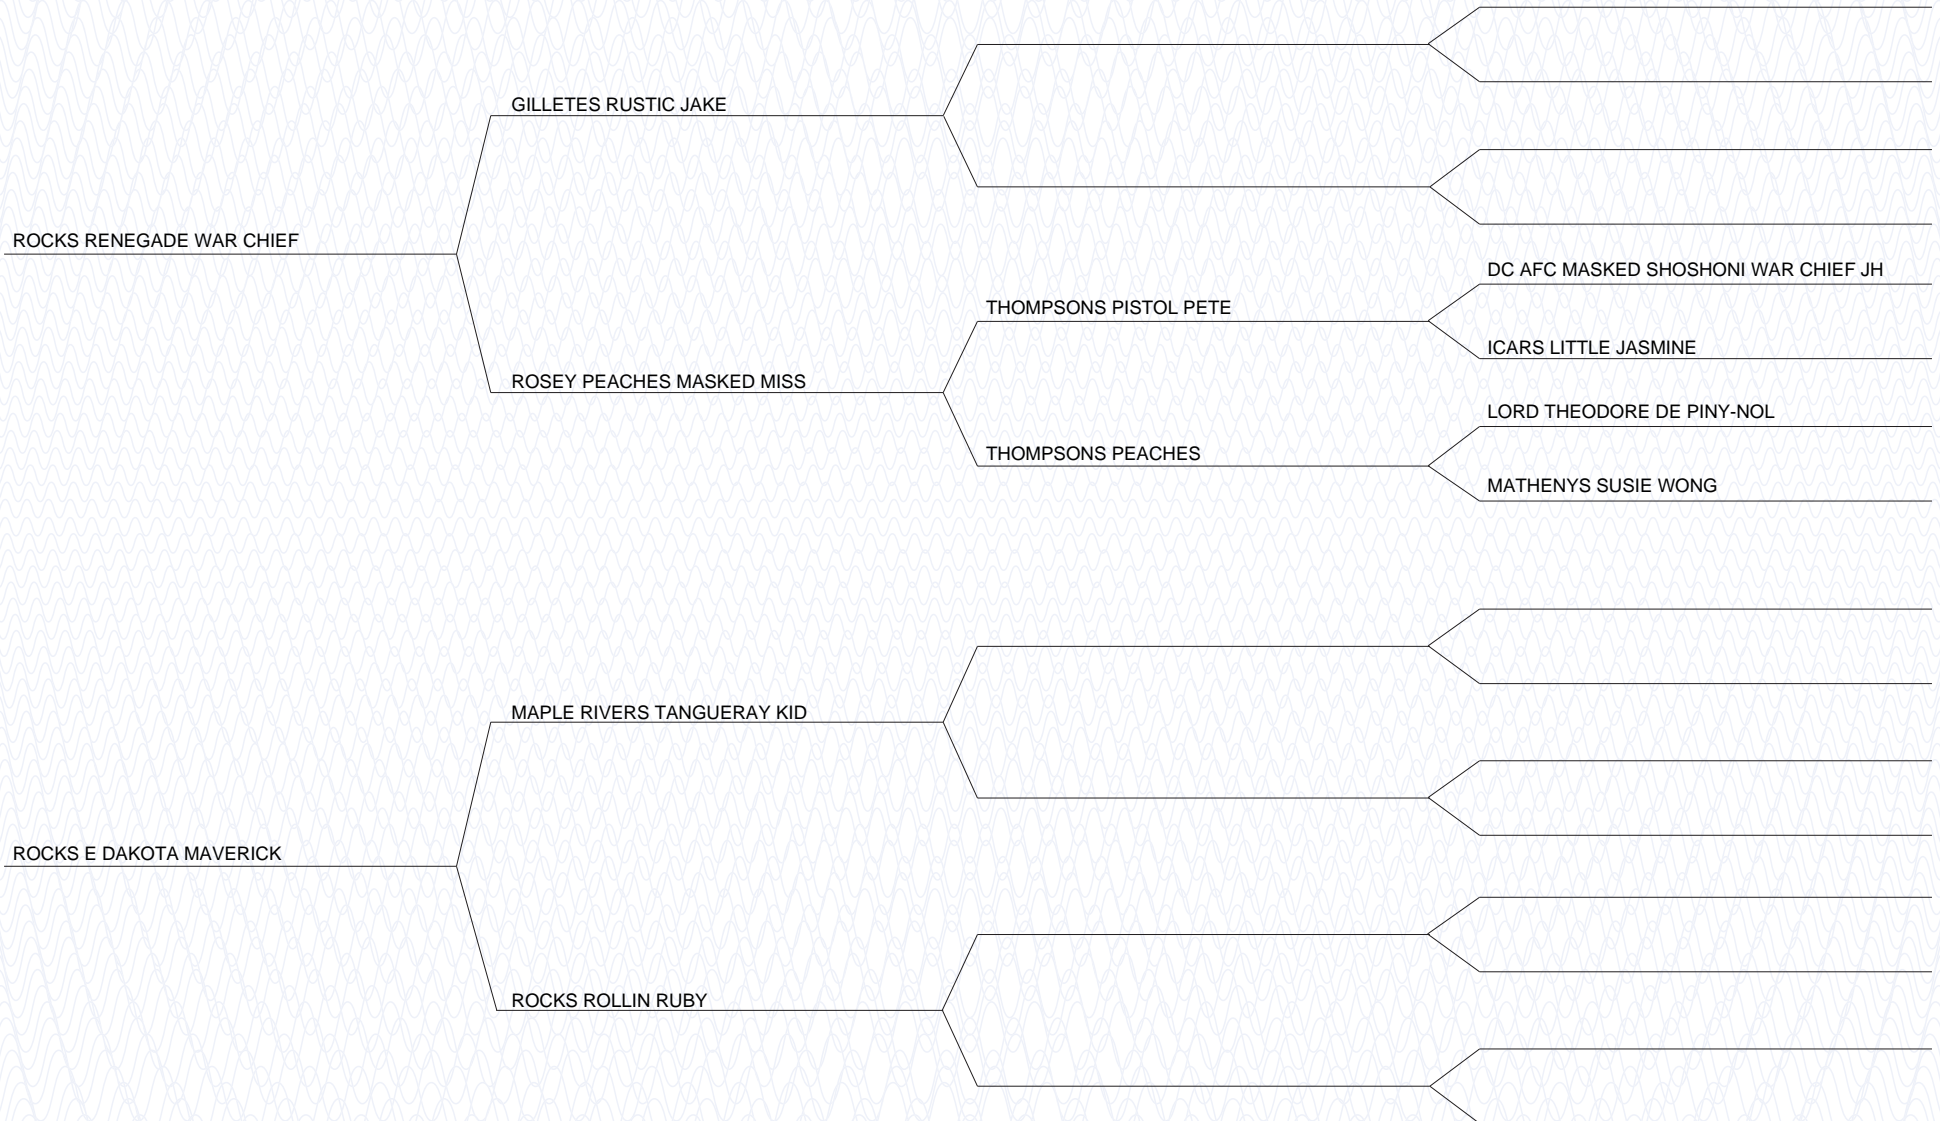 GILLETES RUSTIC JAKE
ROCKS RENEGADE WAR CHIEF
DC AFC MASKED SHOSHONI WAR CHIEF JH
THOMPSONS PISTOL PETE
ICARS LITTLE JASMINE
ROSEY PEACHES MASKED MISS
LORD THEODORE DE PINY-NOL
THOMPSONS PEACHES
MATHENYS SUSIE WONG
MAPLE RIVERS TANGUERAY KID
ROCKS E DAKOTA MAVERICK
ROCKS ROLLIN RUBY